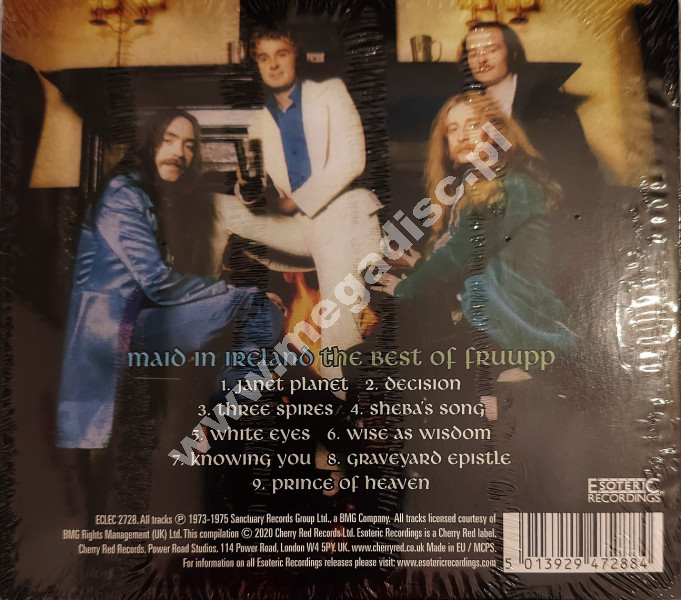 www.megadisc.pl
maid in ireland the best of fruupp
1. janet planet 2. decision
3. three spires 4. sheba's song
5. white eyes 6. wise as wisdom
7. knowing you 8. graveyard epistle
9. prince of heaven
ESOTERIC
RECORDINGS
ECLEC 2728. All tracks ℗ 1973-1975 Sanctuary Records Group Ltd., a BMG Company. All tracks licensed courtesy of
BMG Rights Management (UK) Ltd. This compilation © 2020 Cherry Red Records Ltd. Esoteric Recordings is a Cherry Red label.
Cherry Red Records, Power Road Studios, 114 Power Road, London W4 5PY. UK. www.cherryred.co.uk Made in EU / MCPS.
For information on all Esoteric Recordings releases please visit: www.esotericrecordings.com
5 013929 472884